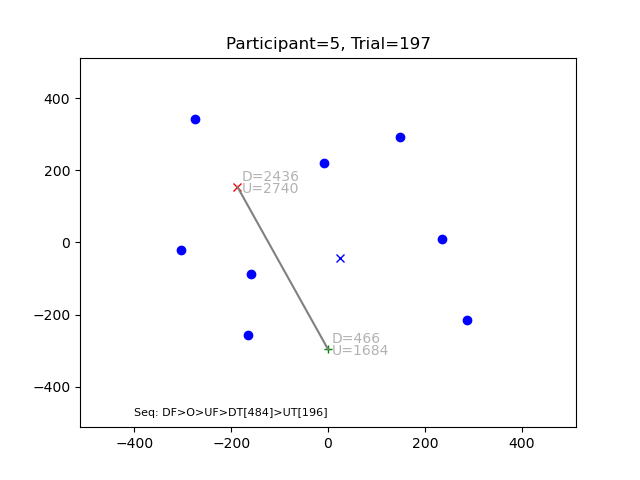 Participant=5, Trial=197
400
200
0
−200
−400
D=2436
U=2740
D=466
U=1684
Seq: DF>O>UF>DT[484]>UT[196]
−400
−200
0
200
400